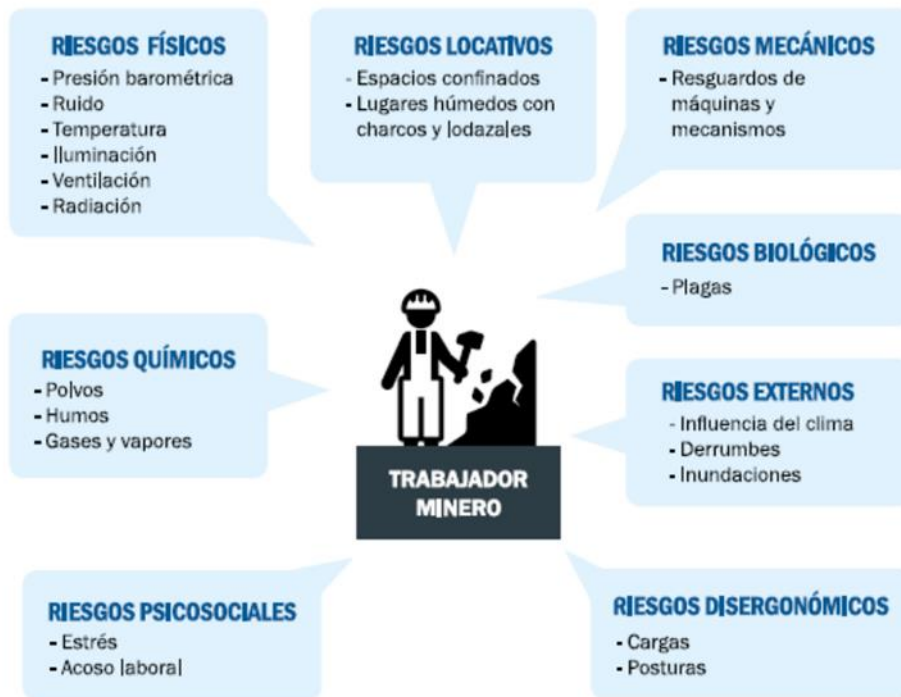 RIESGOS FÍSICOS
- Presión barométrica
- Ruido
- Temperatura
- Iluminación
- Ventilación
- Radiación
RIESGOS LOCATIVOS
- Espacios confinados
- Lugares húmedos con
charcos y lodazales
RIESGOS MECÁNICOS
- Resguardos de
máquinas y
mecanismos
RIESGOS BIOLÓGICOS
- Plagas
RIESGOS QUÍMICOS
- Polvos
- Humos
- Gases y vapores
RIESGOS EXTERNOS
- Influencia del clima
- Derrumbes
- Inundaciones
TRABAJADOR
MINERO
RIESGOS PSICOSOCIALES
- Estrés
- Acoso laboral
RIESGOS DISERGONÓMICOS
- Cargas
- Posturas